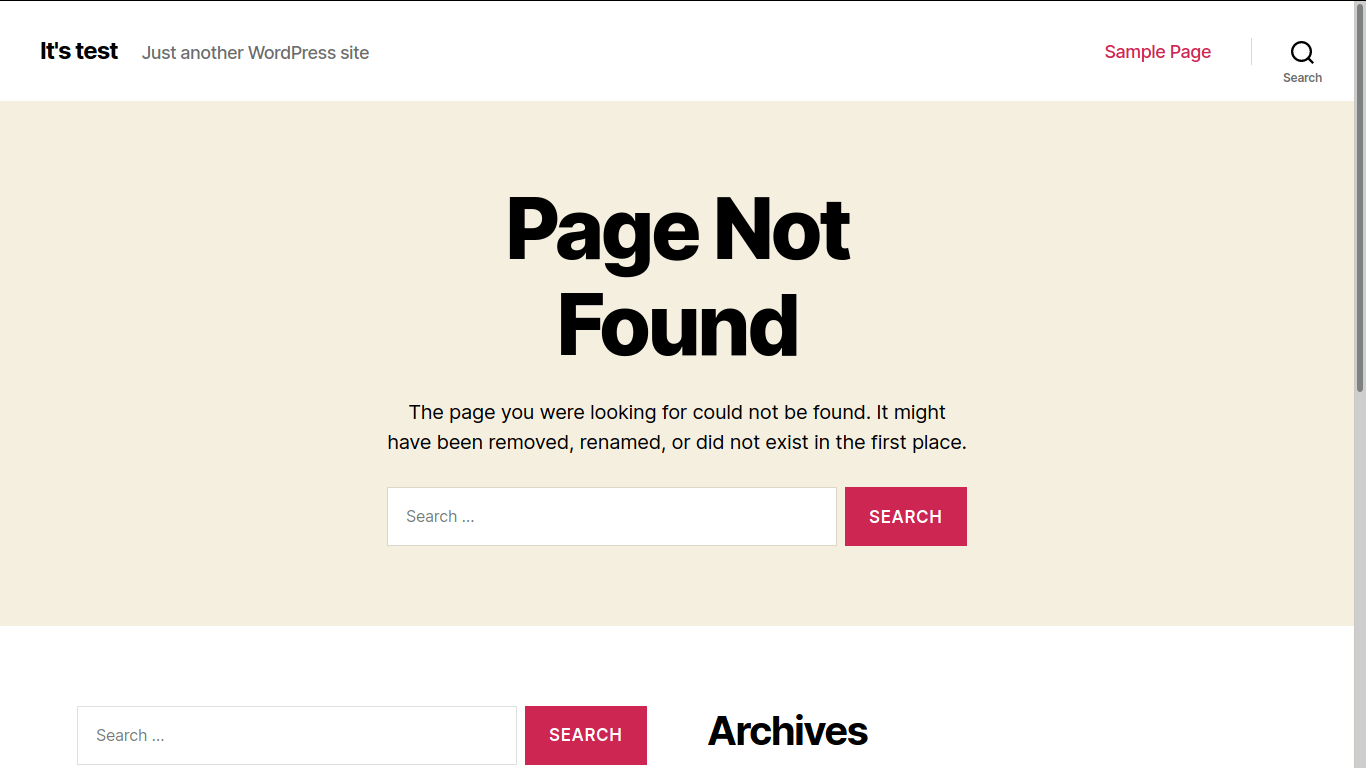 It's test
Just another WordPress site
Sample Page
Search
Page Not
Found
The page you were looking for could not be found. It might
have been removed, renamed, or did not exist in the first place.
Search …
SEARCH
Search …
SEARCH
Archives